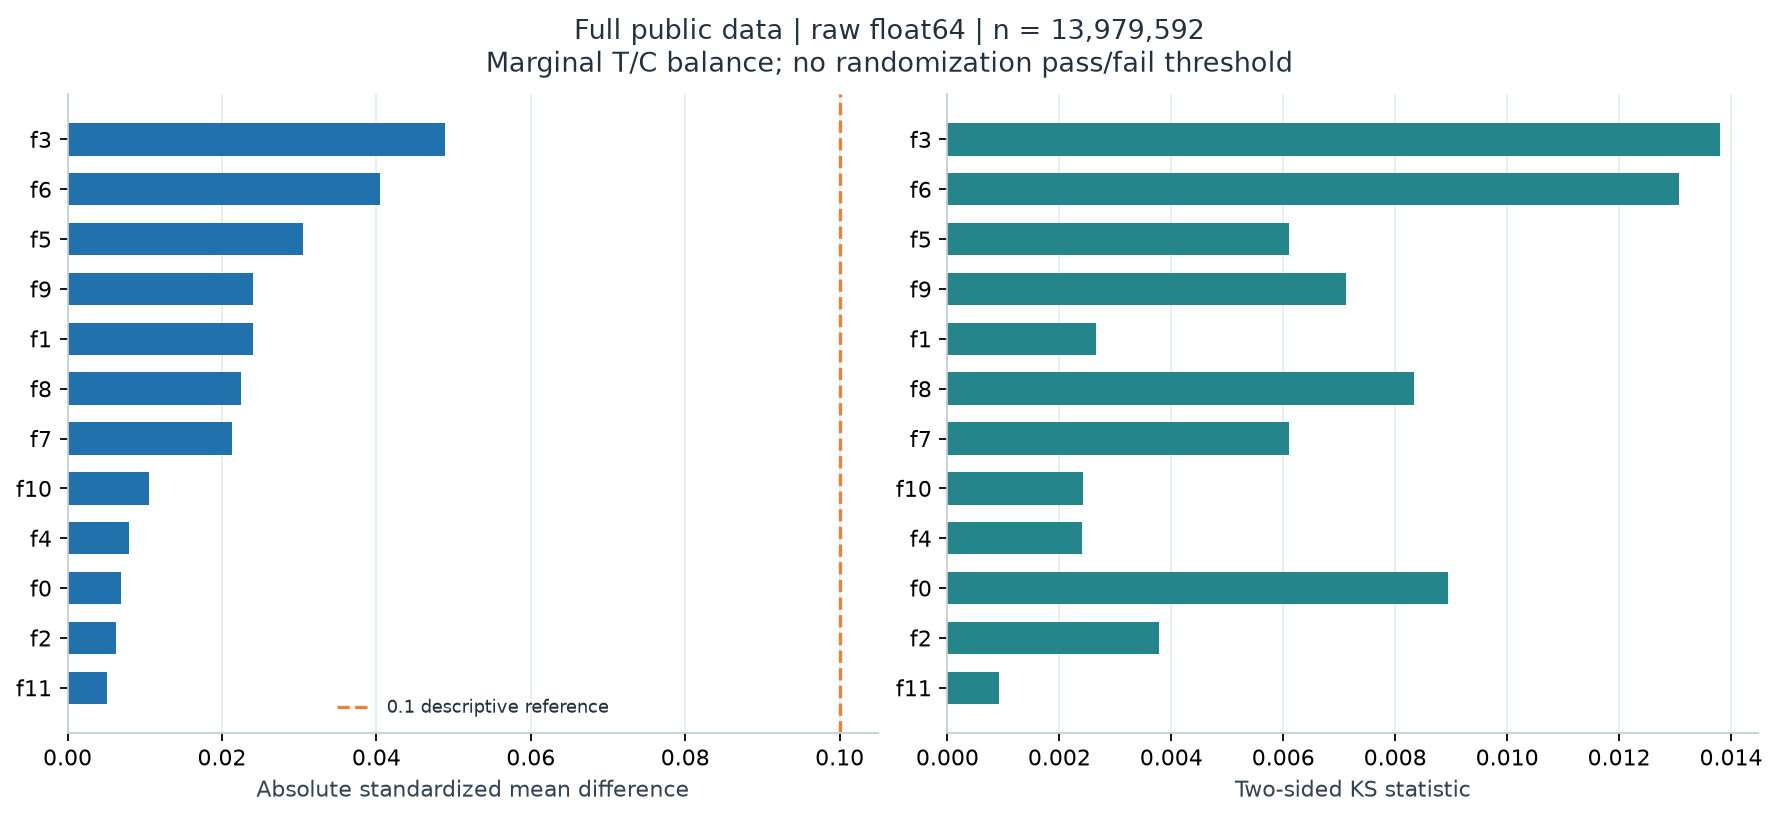 Full public data | raw float64 | n = 13,979,592
Marginal T/C balance; no randomization pass/fail threshold
f3
f6
f5
f9
f1
f8
f7
f10
f4
f0
f2
f11
0.1 descriptive reference
0.00 0.02 0.04 0.06 0.08 0.10
Absolute standardized mean difference
f3
f6
f5
f9
f1
f8
f7
f10
f4
f0
f2
f11
0.000 0.002 0.004 0.006 0.008 0.010 0.012 0.014
Two-sided KS statistic